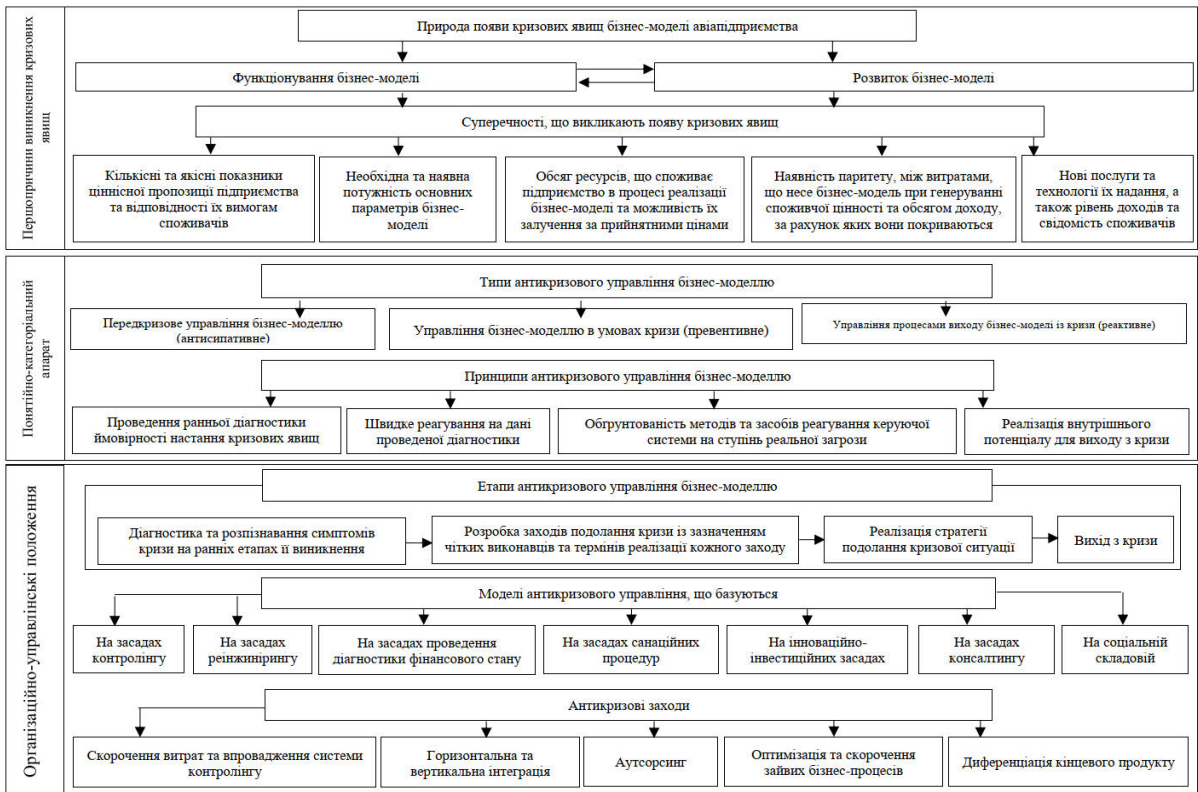 Першопричини виникнення кризових
явищ
Природа появи кризових явищ бізнес-моделі авіапідприємства
Функціонування бізнес-моделі
Розвиток бізнес-моделі
Суперечності, що викликають появу кризових явищ
Кількісні та якісні показники
ціннісної пропозиції підприємства
та відповідності їх вимогам
споживачів
Необхідна та наявна
потужність основних
параметрів бізнес-
моделі
Обсяг ресурсів, що споживає
підприємство в процесі реалізації
бізнес-моделі та можливість їх
залучення за прийнятними цінами
Наявність паритету, між витратами,
що несе бізнес-модель при генеруванні
споживчої цінності та обсягом доходу,
за рахунок яких вони покриваються
Нові послуги та
технології їх надання, а
також рівень доходів та
свідомість споживачів
Понятійно-категоріальний
апарат
Типи антикризового управління бізнес-моделлю
Передкризове управління бізнес-моделлю
(антисипативне)
Управління бізнес-моделлю в умовах кризи (превентивне)
Управління процесами виходу бізнес-моделі із кризи (реактивне)
Принципи антикризового управління бізнес-моделлю
Проведення ранньої діагностики
ймовірності настання кризових явищ
Швидке реагування на дані
проведеної діагностики
Обґрунтованість методів та засобів реагування керуючої
системи на ступінь реальної загрози
Реалізація внутрішнього
потенціалу для виходу з кризи
Організаційно-управлінські положення
Етапи антикризового управління бізнес-моделлю
Діагностика та розпізнавання симптомів
кризи на ранніх етапах її виникнення
Розробка заходів подолання кризи із зазначенням
чітких виконавців та термінів реалізації кожного заходу
Реалізація стратегії
подолання кризової ситуації
Вихід з кризи
Моделі антикризового управління, що базуються
На засадах
контролінгу
На засадах
реінжинірингу
На засадах проведення
діагностики фінансового стану
На засадах санаційних
процедур
На інноваційно-
інвестиційних засадах
На засадах
консалтингу
На соціальній
складовій
Антикризові заходи
Скорочення витрат та впровадження системи
контролінгу
Горизонтальна та
вертикальна інтеграція
Аутсорсинг
Оптимізація та скорочення
зайвих бізнес-процесів
Диференціація кінцевого продукту